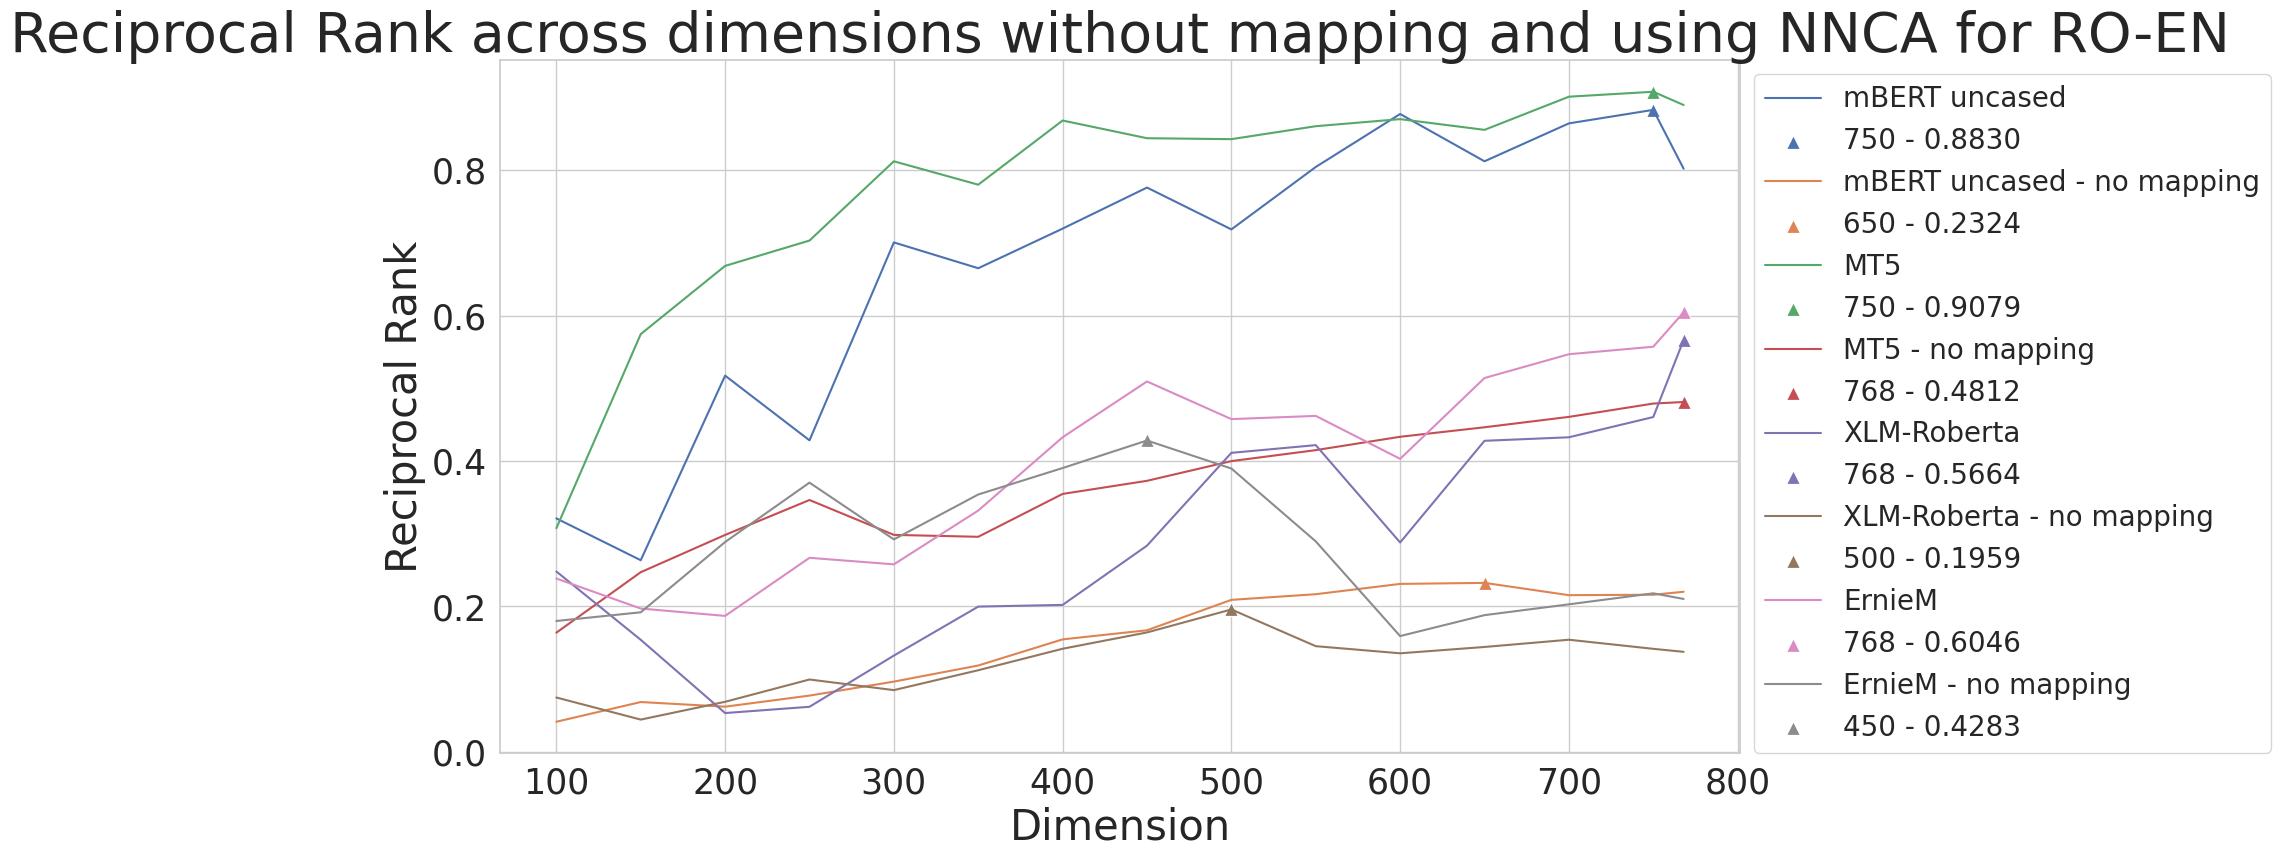 Reciprocal Rank across dimensions without mapping and using NNCA for RO-EN
Reciprocal Rank
0.8
0.6
0.4
0.2
0.0
100 200 300 400 500 600 700 800
Dimension
mBERT uncased
750 - 0.8830
mBERT uncased - no mapping
650 - 0.2324
MT5
750 - 0.9079
MT5 - no mapping
768 - 0.4812
XLM-Roberta
768 - 0.5664
XLM-Roberta - no mapping
500 - 0.1959
ErnieM
768 - 0.6046
ErnieM - no mapping
450 - 0.4283